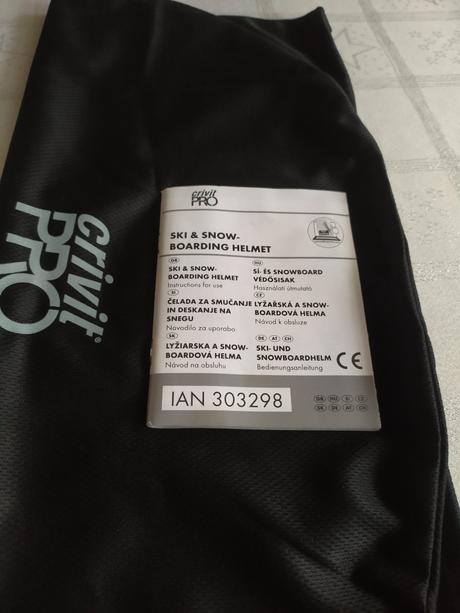 crivit
PRO
crivit
PRO
SKI & SNOW-
BOARDING HELMET
GB
SKI & SNOW-
BOARDING HELMET
Instructions for use
HU
SÍ- ÉS SNOWBOARD
VÉDŐSISAK
Használati útmutató
SI
ČELADA ZA SMUČANJE
IN DESKANJE NA
SNEGU
Navodilo za uporabo
CZ
LYŽAŘSKÁ A SNOW-
BOARDOVÁ HELMA
Návod k obsluze
SK
LYŽIARSKA A SNOW-
BOARDOVÁ HELMA
Návod na obsluhu
DE AT CH
SKI- UND
SNOWBOARDHELM
Bedienungsanleitung
CE
IAN 303298
GB HU SI CZ
SK DE AT CH